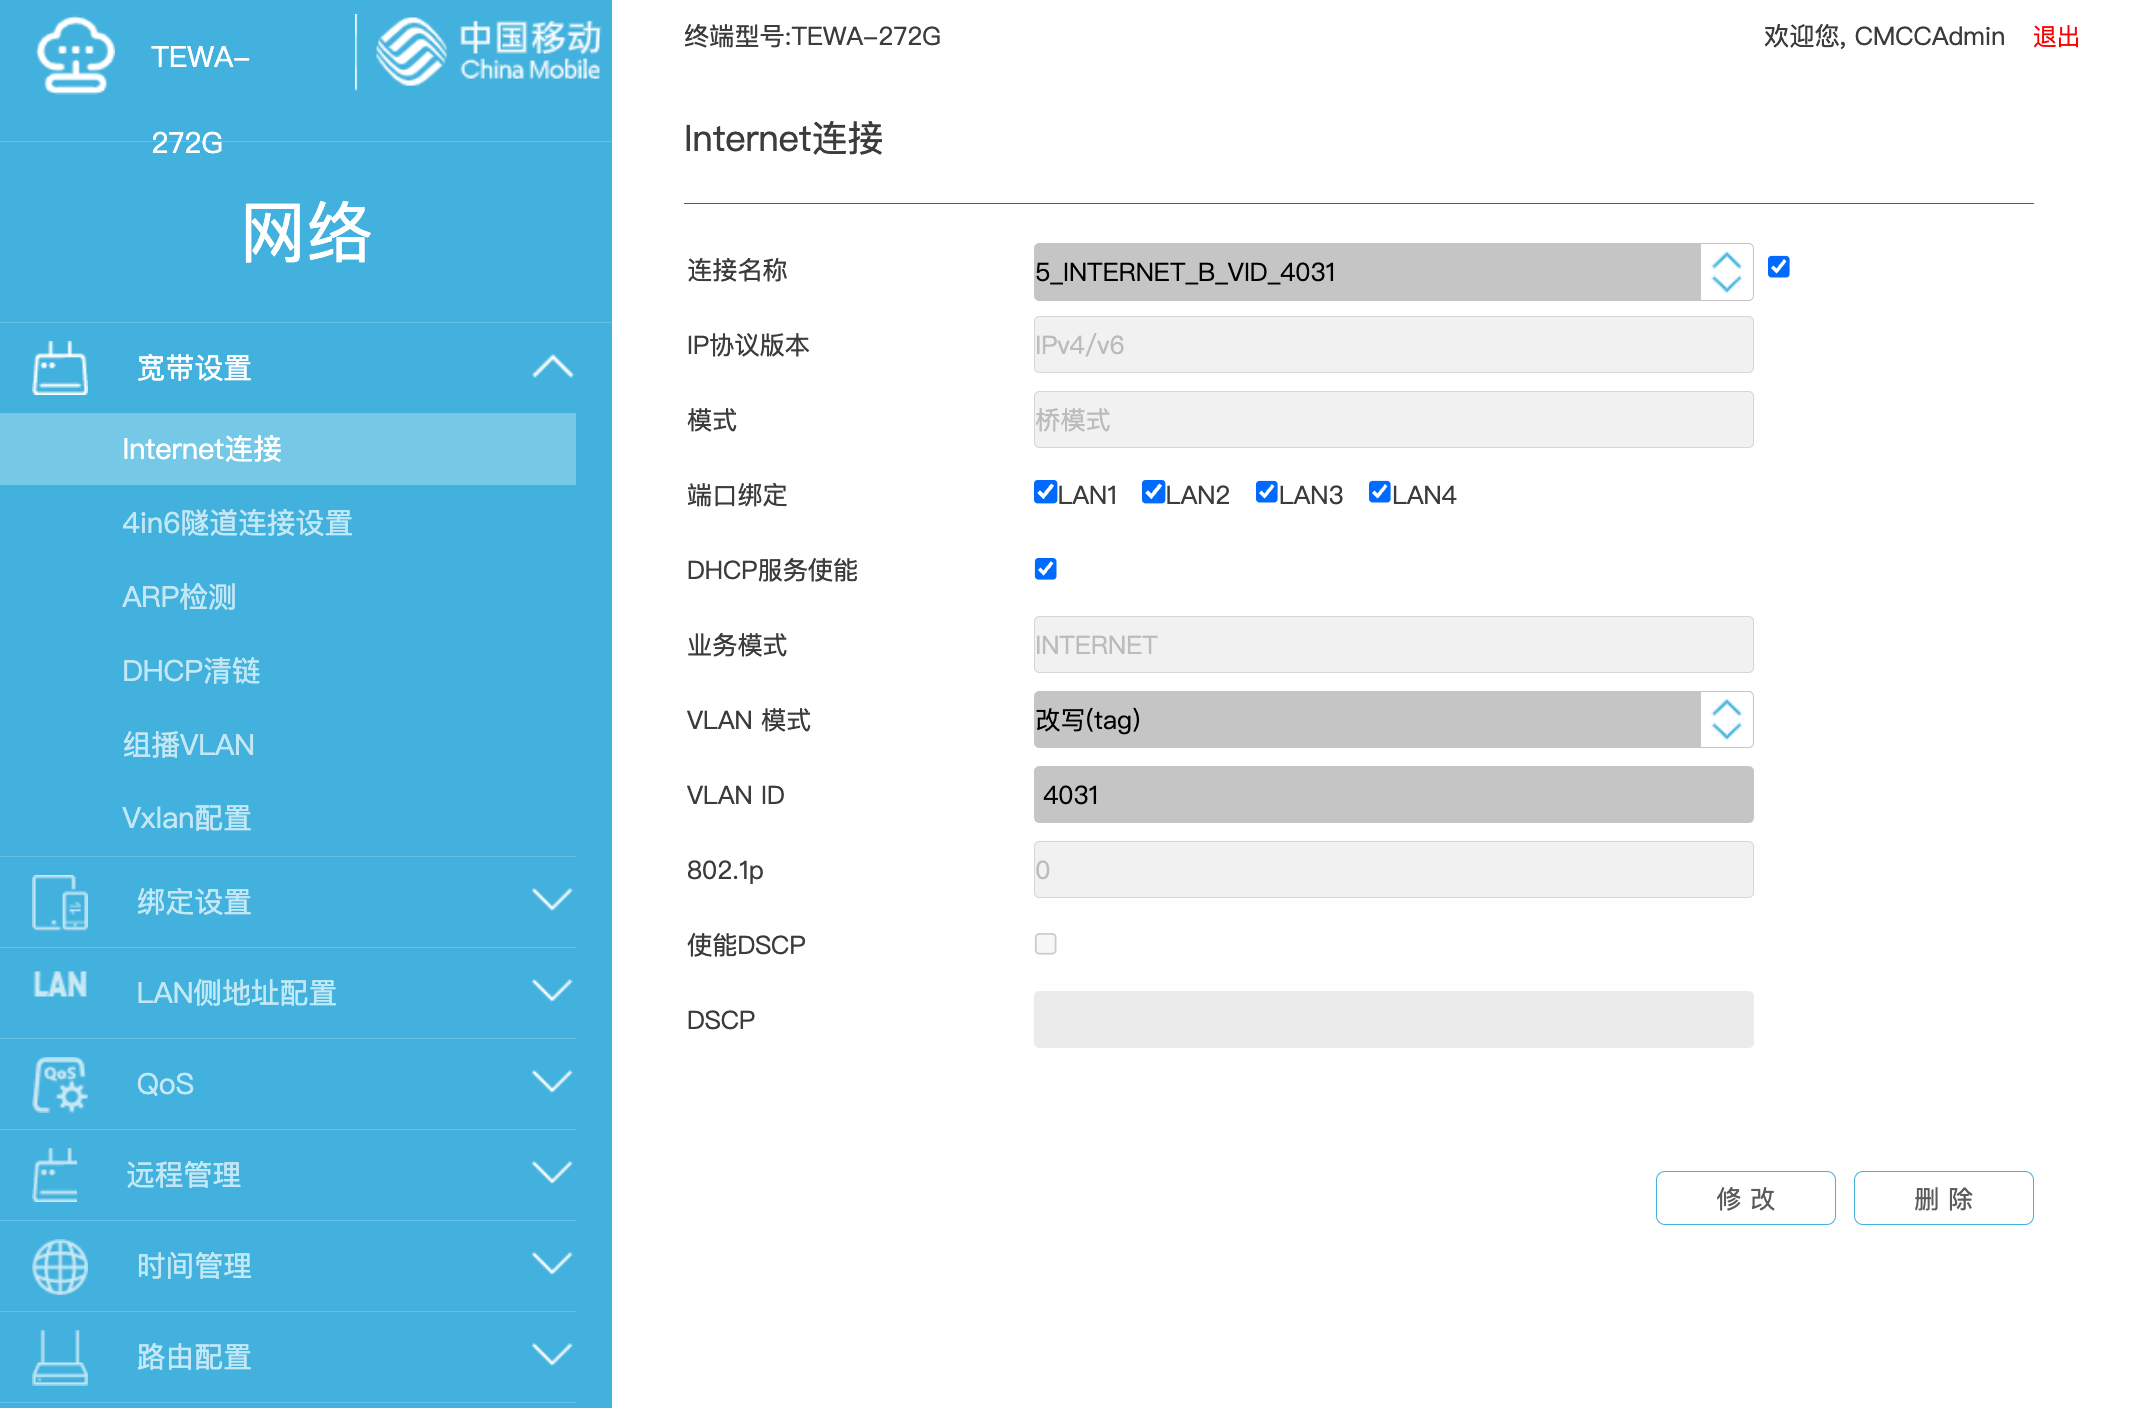 TEWA-
272G
中国移动
China Mobile
网络
宽带设置
Internet连接
4in6隧道连接设置
ARP检测
DHCP清链
组播VLAN
Vxlan配置
绑定设置
LAN
LAN侧地址配置
QoS
QoS
远程管理
时间管理
路由配置
终端型号:TEWA-272G
欢迎您, CMCCAdmin 退出
Internet连接
连接名称 5_INTERNET_B_VID_4031
IP协议版本 IPv4/v6
模式 桥模式
端口绑定 LAN1 LAN2 LAN3 LAN4
DHCP服务使能
业务模式 INTERNET
VLAN 模式 改写(tag)
VLAN ID 4031
802.1p 0
使能DSCP
DSCP
修 改 删 除